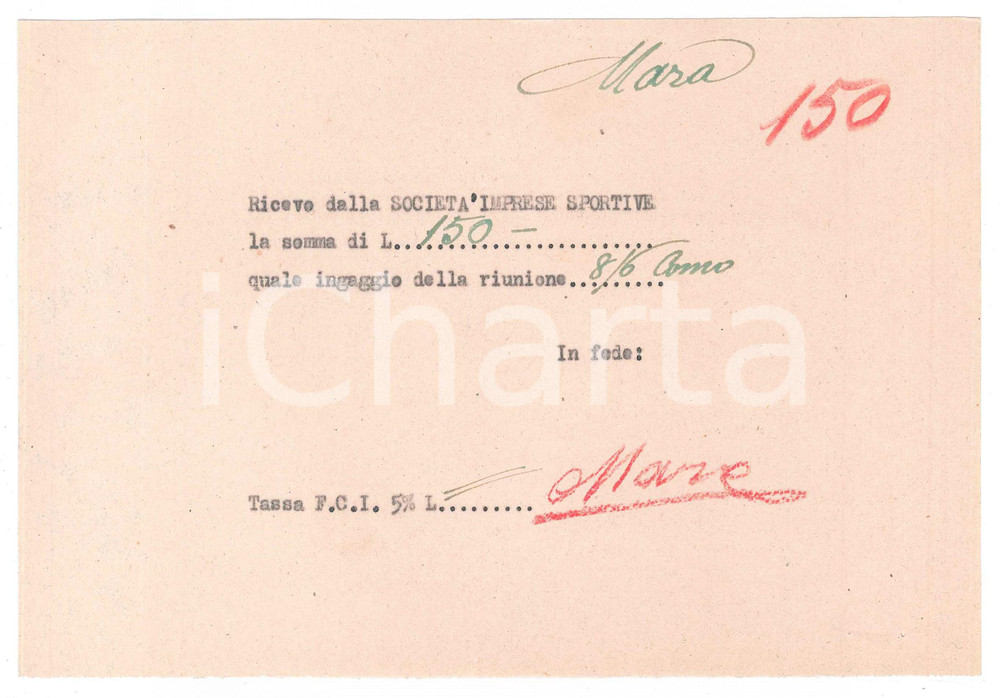 Mara
150
Ricevo dalla SOCIETA'IMPRESE SPORTIVE
la somma di L. 150 –
quale ingaggio della riunione 8/6 Como
iCharta
In fede:
Mara
Tassa F.C.I. 5% L.........